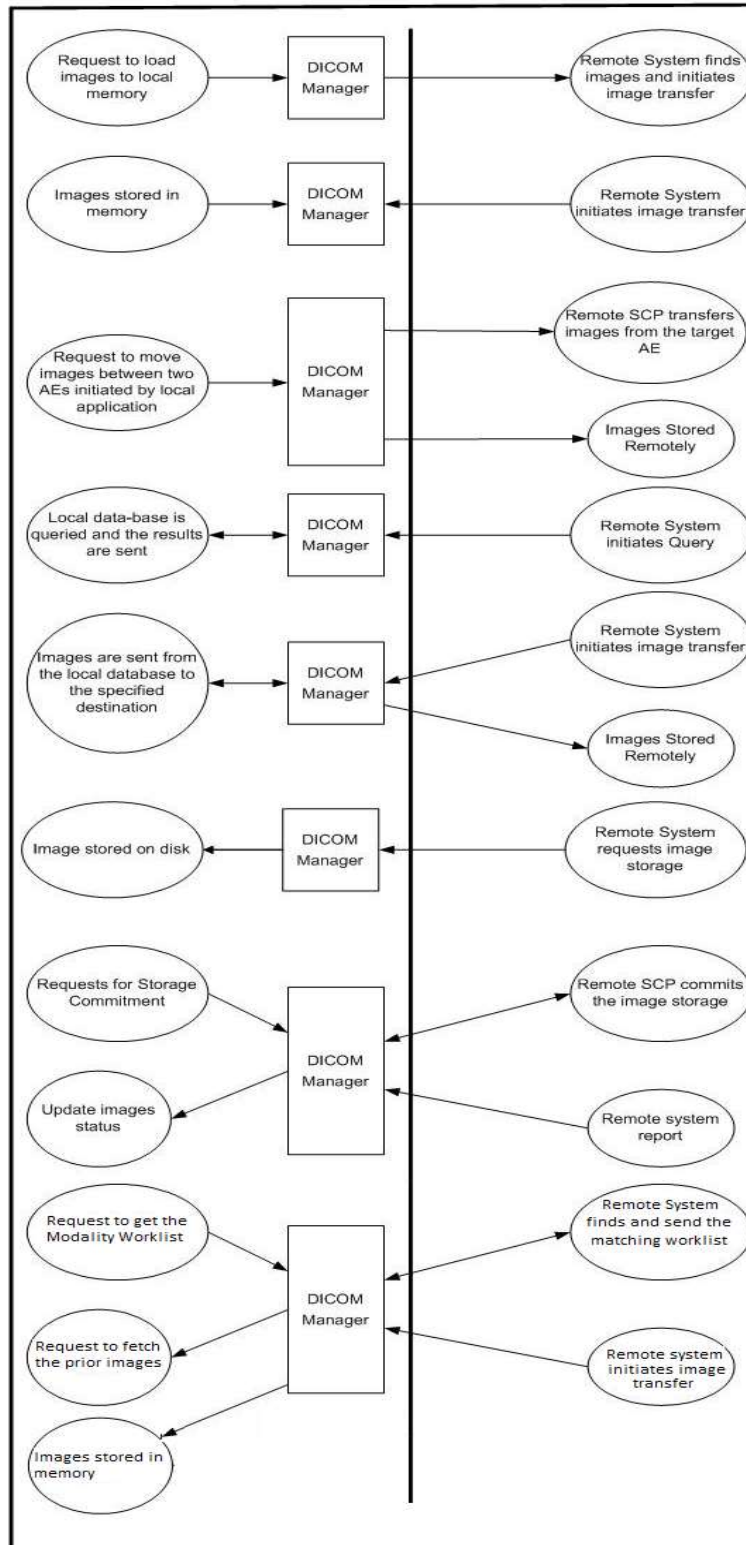 Request to load
images to local
memory
DICOM
Manager
Remote System finds
images and initiates
image transfer
Images stored in
memory
DICOM
Manager
Remote System
initiates image transfer
Request to move
images between two
AEs initiated by local
application
DICOM
Manager
Remote SCP transfers
images from the target
AE
Images Stored
Remotely
Local data-base is
queried and the results
are sent
DICOM
Manager
Remote System
initiates Query
Images are sent from
the local database to
the specified
destination
DICOM
Manager
Remote System
initiates image transfer
Images Stored
Remotely
Image stored on disk
DICOM
Manager
Remote System
requests image
storage
Requests for Storage
Commitment
Update images
status
DICOM
Manager
Remote SCP commits
the image storage
Remote system
report
Request to get the
Modality Worklist
Request to fetch
the prior images
Images stored in
memory
DICOM
Manager
Remote System
finds and send the
matching worklist
Remote system
initiates image
transfer